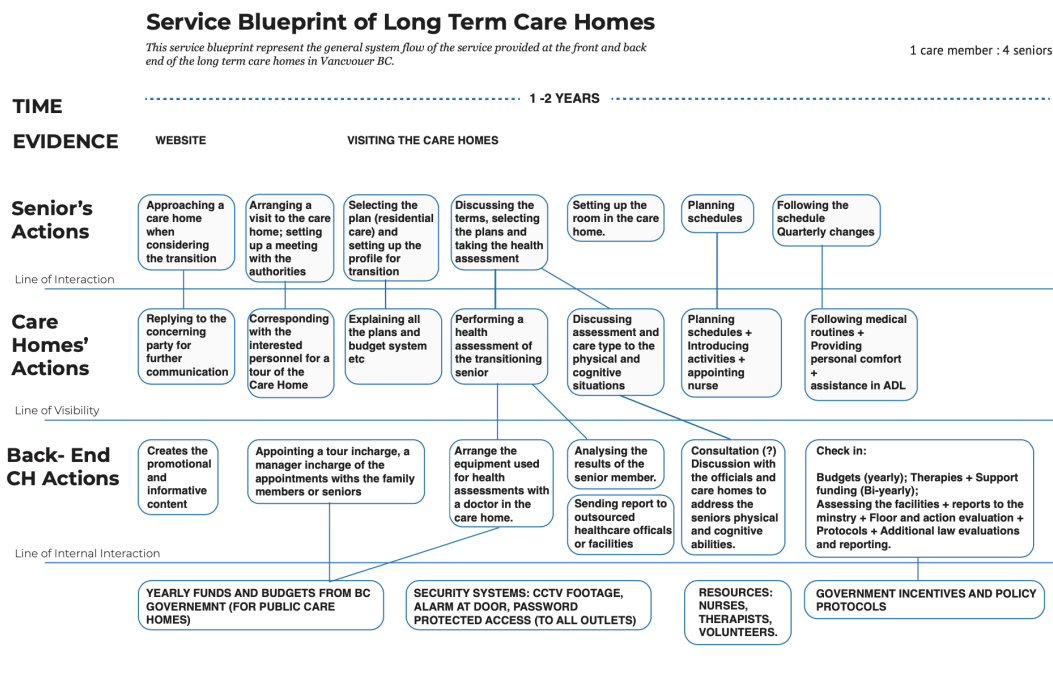 Service Blueprint of Long Term Care Homes
This service blueprint represent the general system flow of the service provided at the front and back
end of the long term care homes in Vancvouer BC.
1 care member : 4 seniors
TIME
1 -2 YEARS
EVIDENCE
WEBSITE
VISITING THE CARE HOMES
Senior's
Actions
Approaching a
care home
when
considering
the transition
Arranging a
visit to the care
home; setting
up a meeting
with the
authorities
Selecting the
plan (residential
care) and
setting up the
profile for
transition
Discussing the
terms, selecting
the plans and
taking the health
assessment
Setting up the
room in the care
home.
Planning
schedules
Following the
schedule
Quarterly changes
Line of Interaction
Care
Homes'
Actions
Replying to the
concerning
party for
further
communication
Corresponding
with the
interested
personnel for a
tour of the
Care Home
Explaining all
the plans and
budget system
etc
Performing a
health
assessment of
the transitioning
senior
Discussing
assessment and
care type to the
physical and
cognitive
situations
Planning
schedules +
Introducing
activities +
appointing
nurse
Following medical
routines +
Providing
personal comfort
+
assistance in ADL
Line of Visibility
Back- End
CH Actions
Creates the
promotional
and
informative
content
Appointing a tour incharge, a
manager incharge of the
appointments withs the family
members or seniors
Arrange the
equipment used
for health
assessments with
a doctor in the
care home.
Analysing the
results of the
senior member.
Sending report to
outsourced
healthcare officals
or facilities
Consultation (?)
Discussion with
the officials and
care homes to
address the
seniors physical
and cognitive
abilities.
Check in:
Budgets (yearly); Therapies + Support
funding (Bi-yearly);
Assessing the facilities + reports to the
minstry + Floor and action evaluation +
Protocols + Additional law evaluations
and reporting.
Line of Internal Interaction
YEARLY FUNDS AND BUDGETS FROM BC
GOVERNEMNT (FOR PUBLIC CARE
HOMES)
SECURITY SYSTEMS: CCTV FOOTAGE,
ALARM AT DOOR, PASSWORD
PROTECTED ACCESS (TO ALL OUTLETS)
RESOURCES:
NURSES,
THERAPISTS,
VOLUNTEERS.
GOVERNMENT INCENTIVES AND POLICY
PROTOCOLS